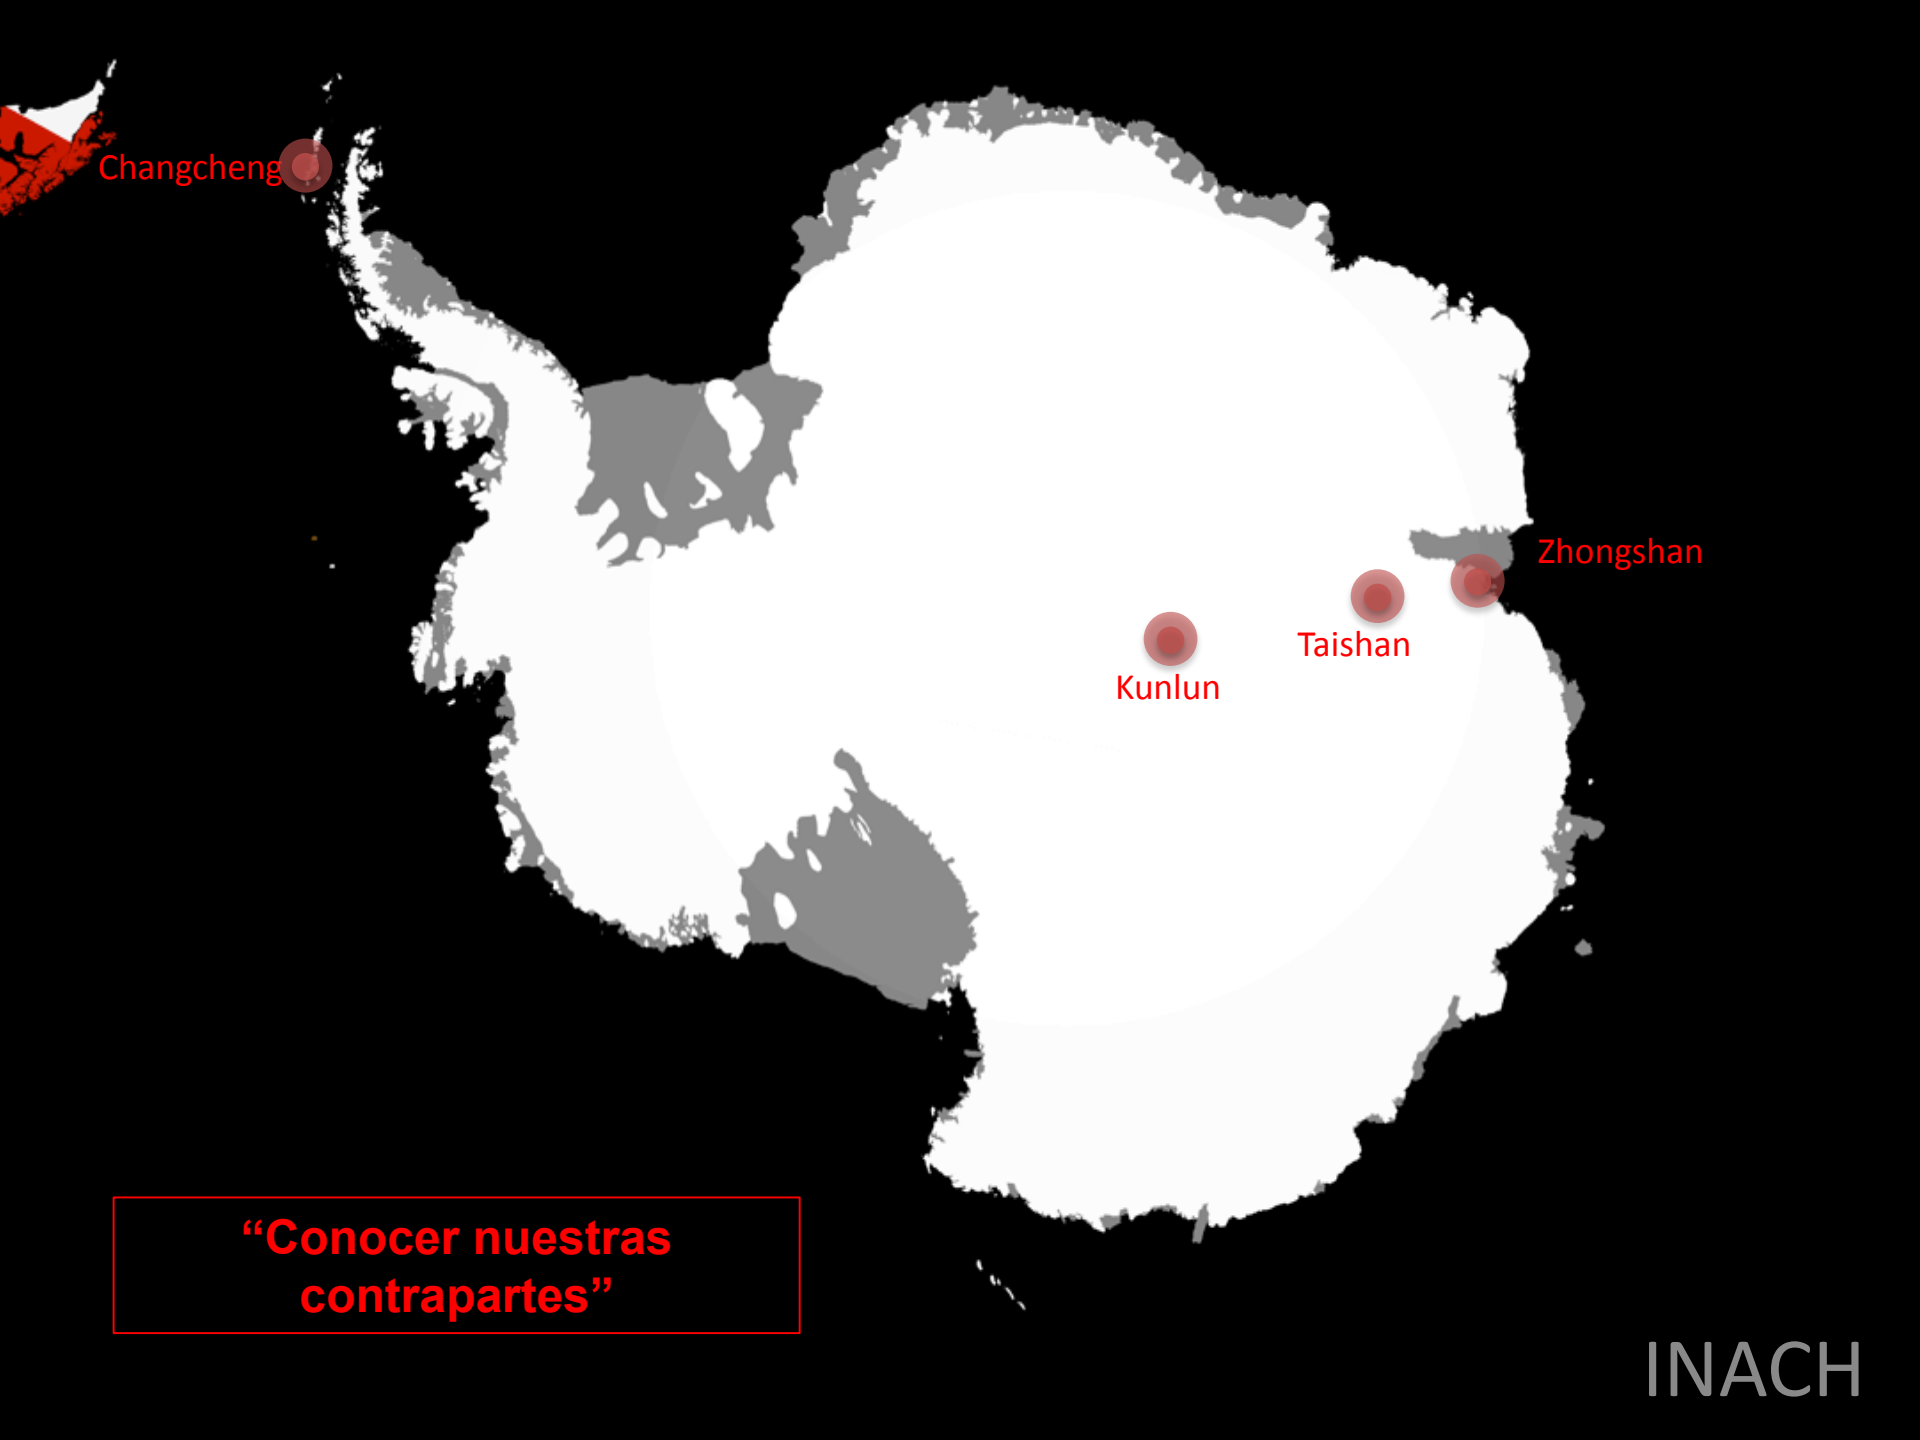 Changcheng
Zhongshan
Taishan
Kunlun
“Conocer nuestras
contrapartes”
INACH